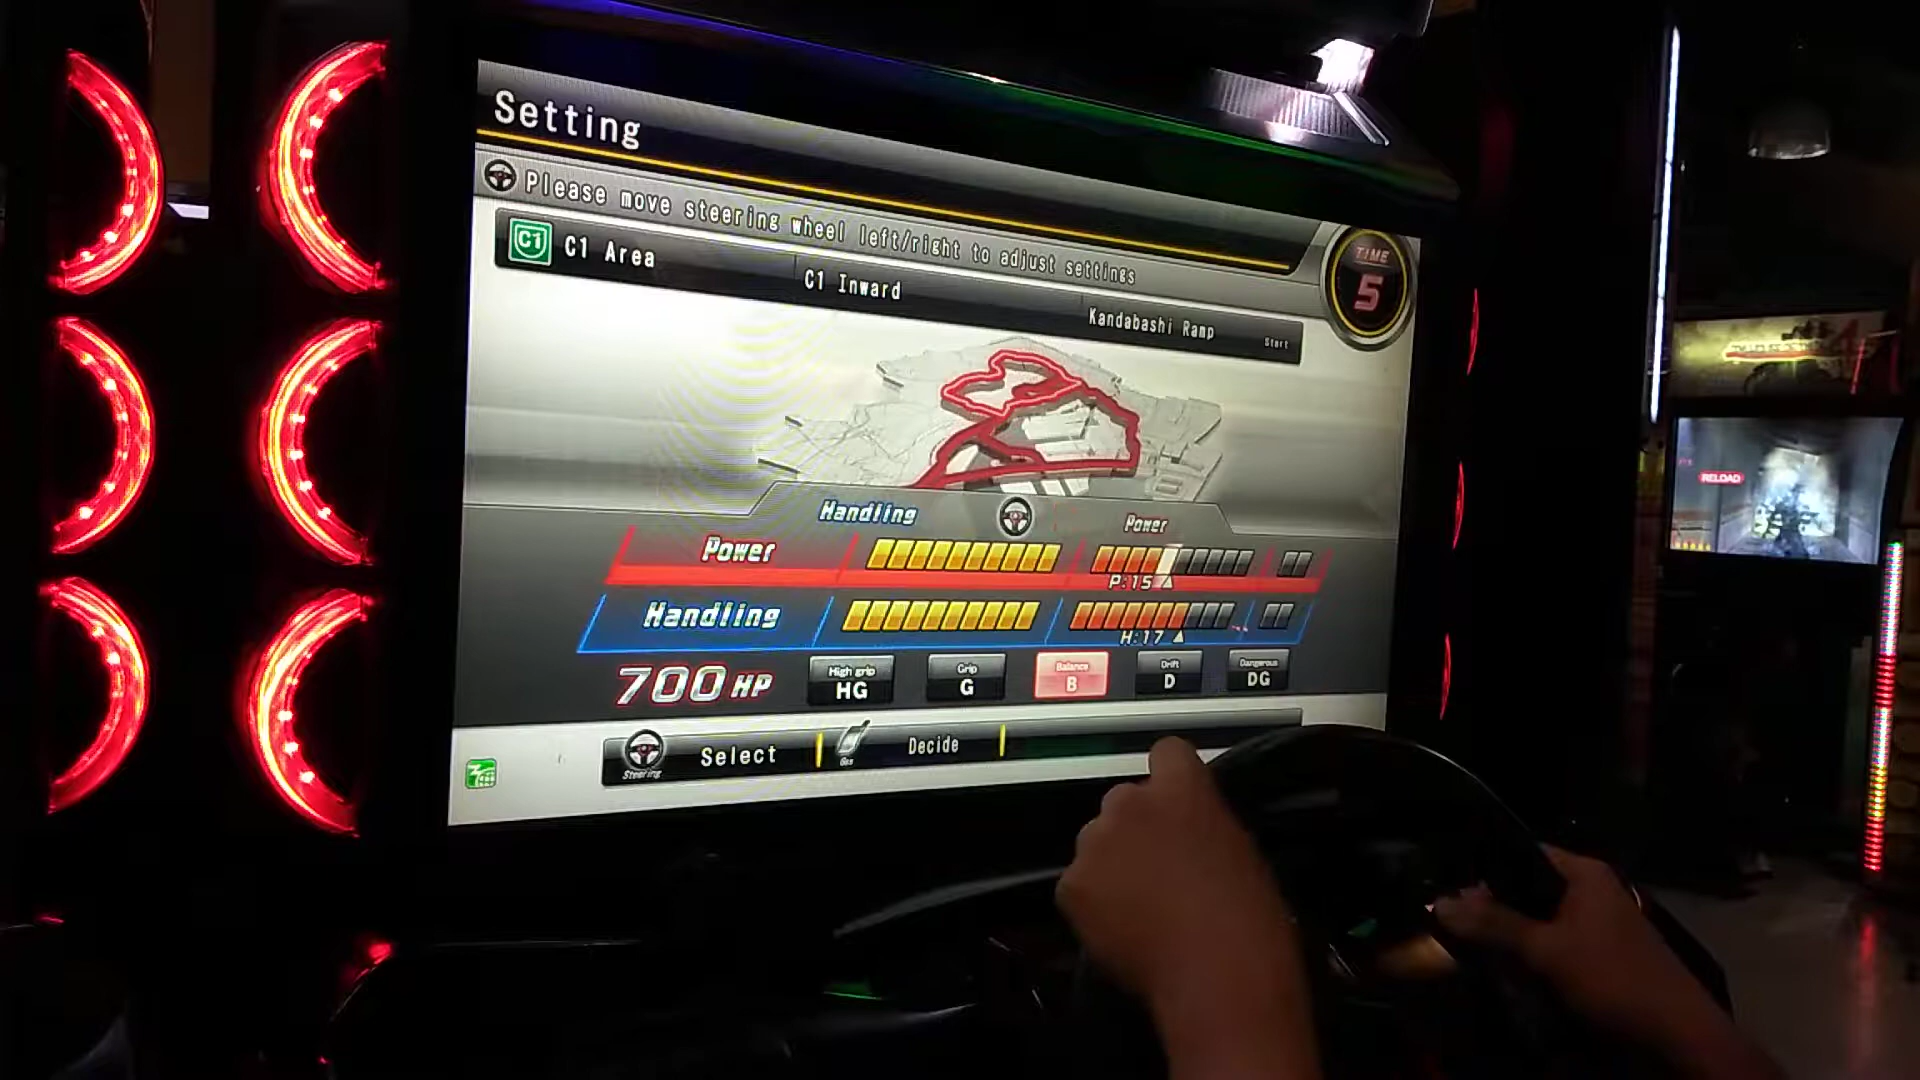 Setting
Please move steering wheel left/right to adjust settings
TIME
5
C1 C1 Area
C1 Inward
Kandabashi Ramp
Start
Handling
Power
Power
P:15
Handling
H:17
700 HP
High grip
HG
Grip
G
Balance
B
Drift
D
Dangerous
DG
Steering
Select
Gas
Decide
RELOAD